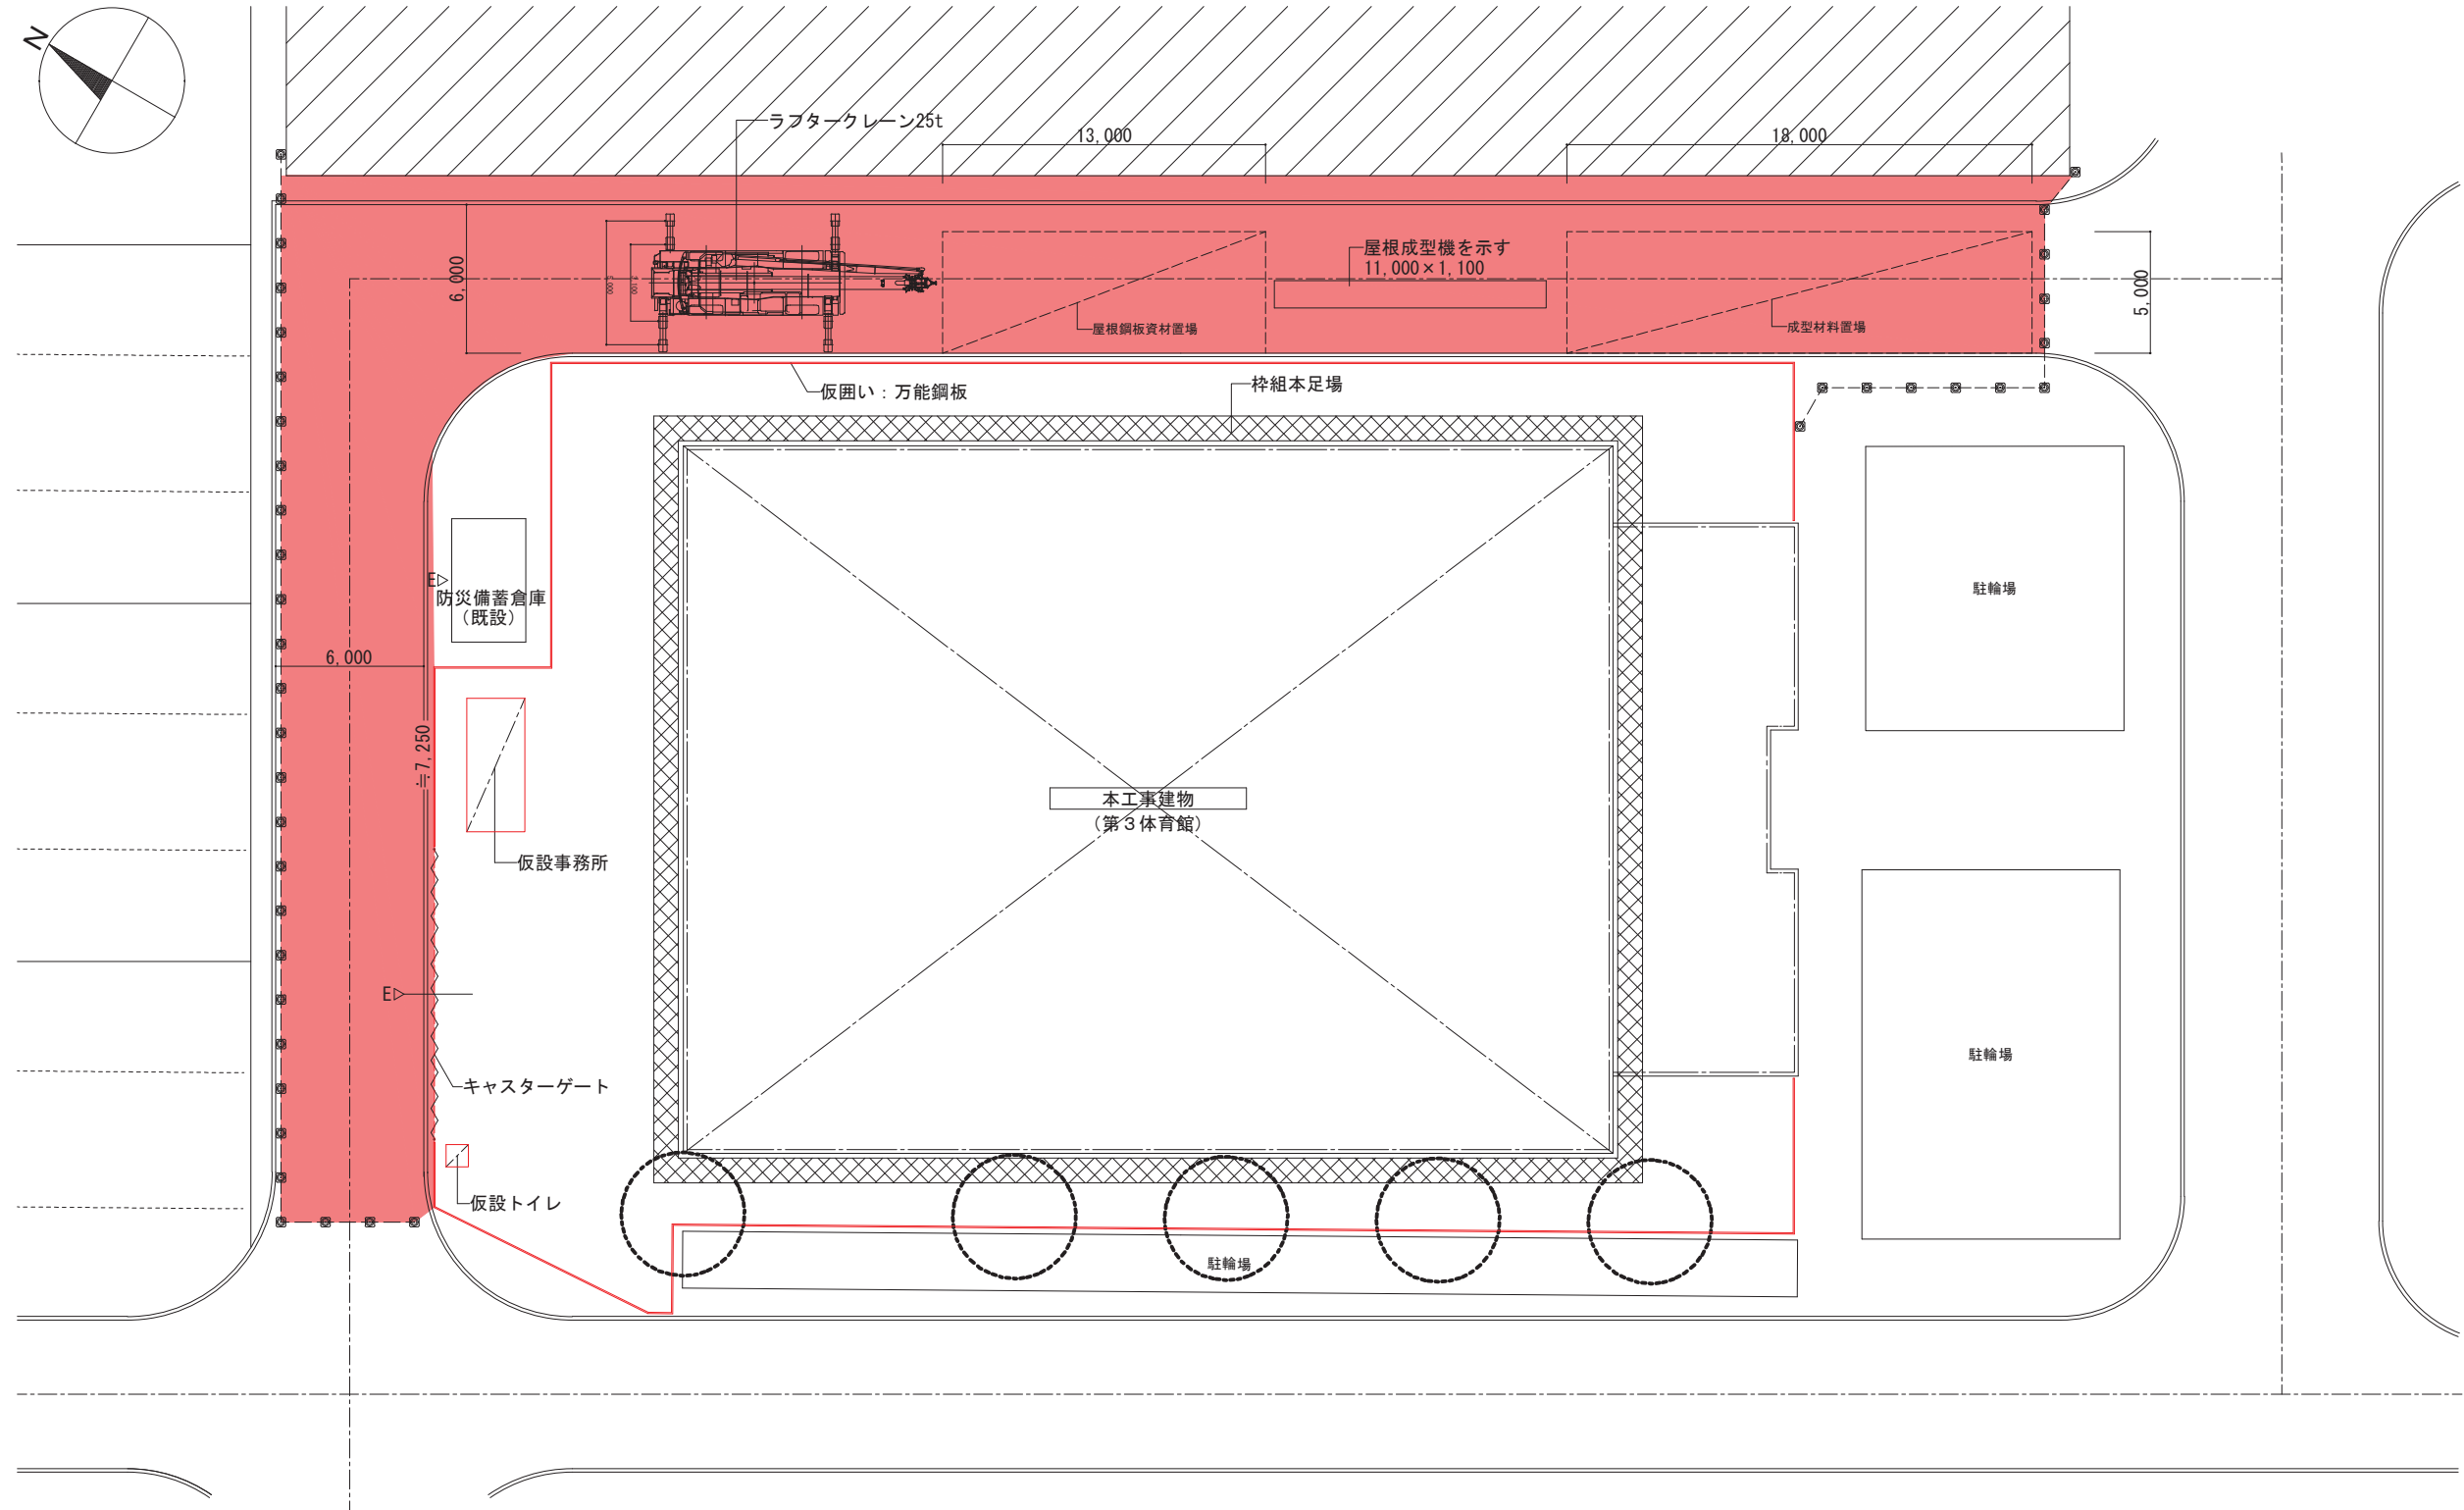 N
ラフタークレーン25t
13,000
18,000
屋根成型機を示す
11,000×1,100
6,000
5,000
屋根鋼板資材置場
成型材料置場
仮囲い：万能鋼板
枠組本足場
E
防災備蓄倉庫
（既設）
駐輪場
6,000
≒7,250
本工事建物
（第３体育館）
仮設事務所
E
キャスターゲート
駐輪場
仮設トイレ
駐輪場